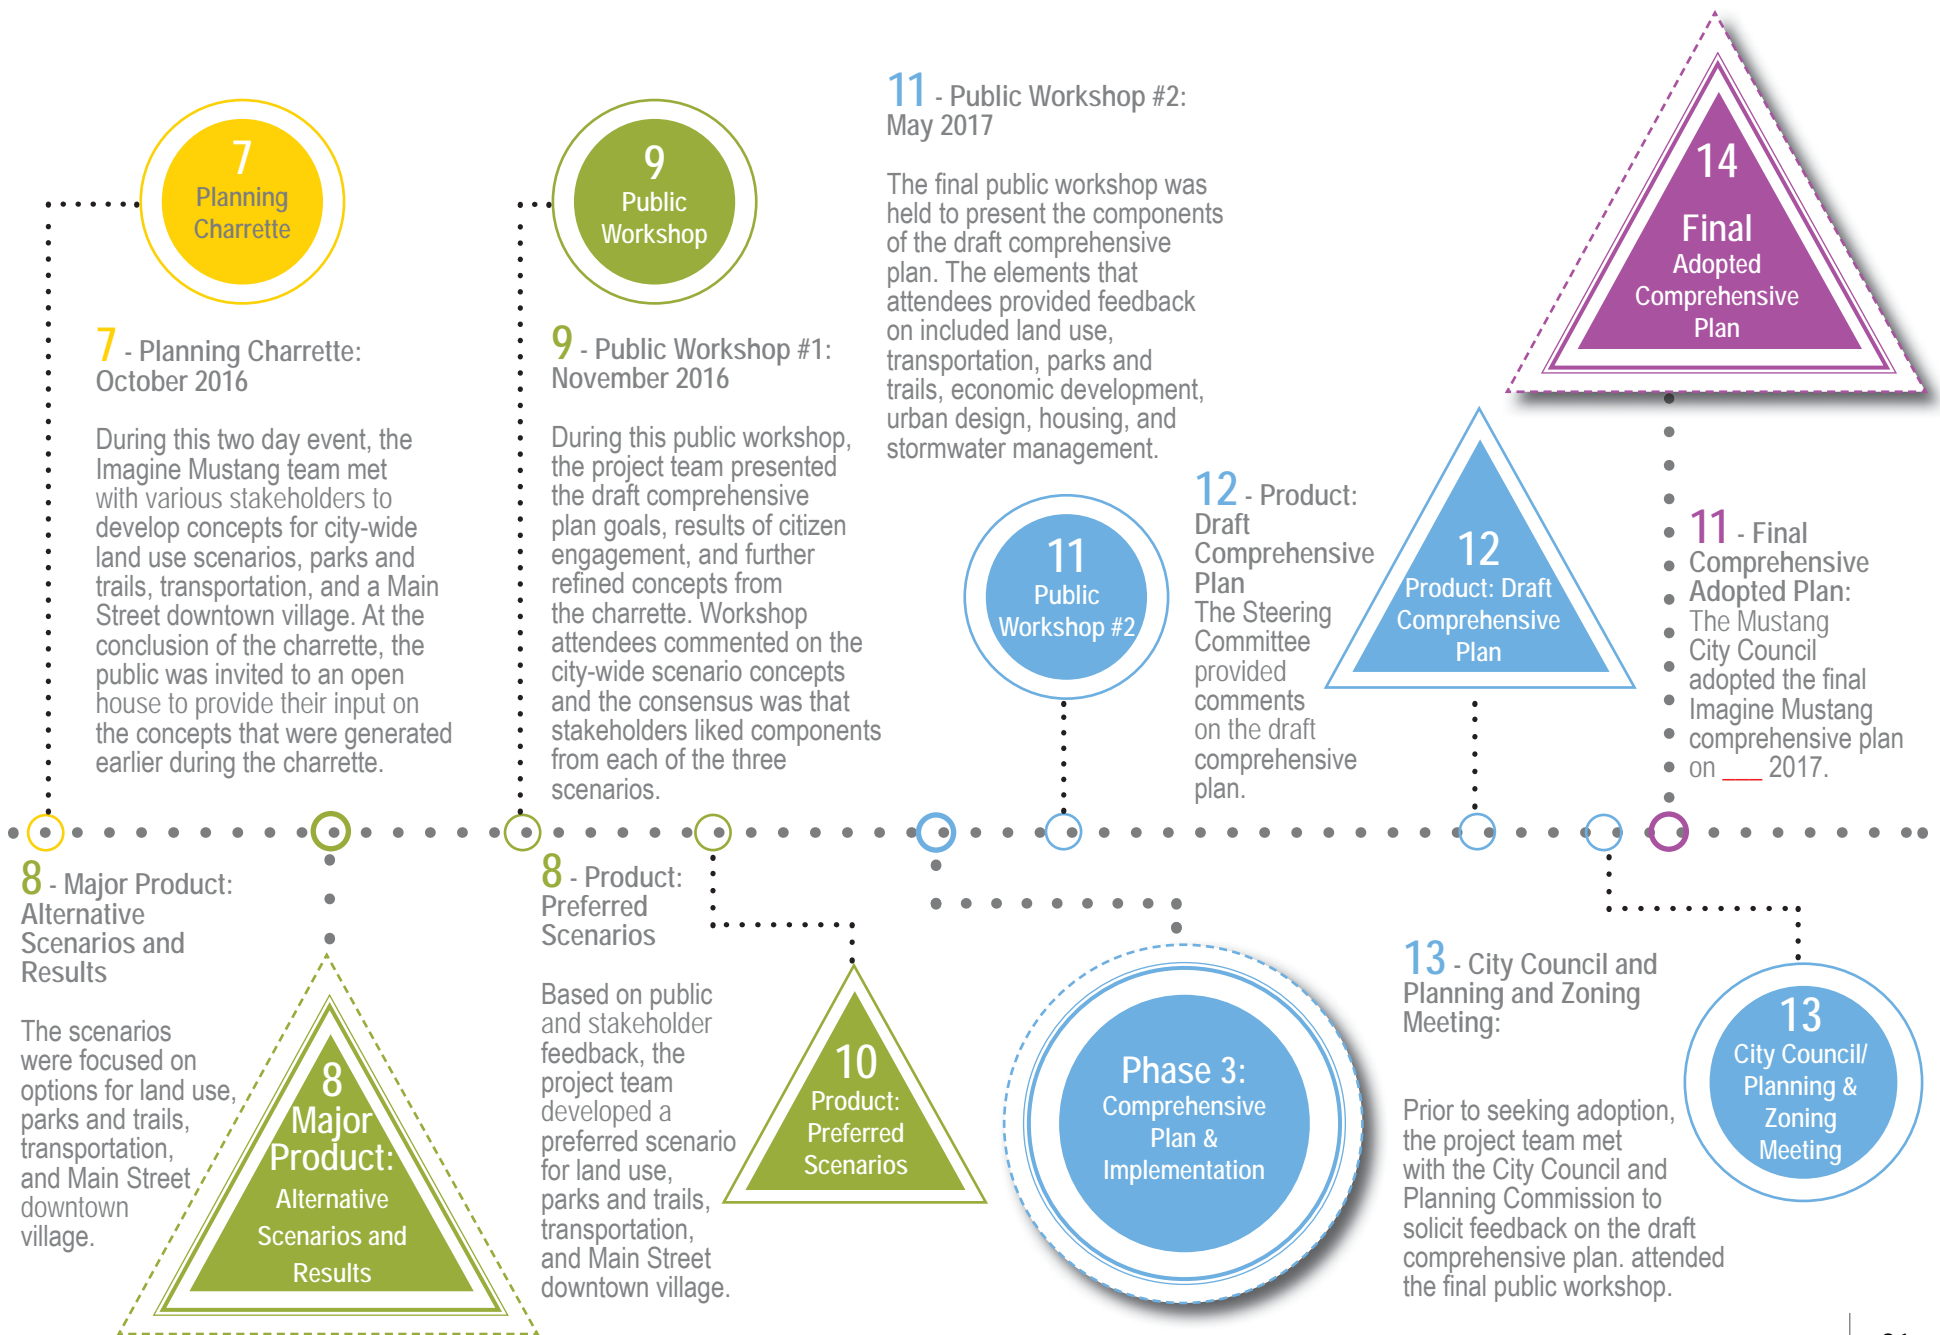 7
Planning
Charrette
7 - Planning Charrette:
October 2016
During this two day event, the
Imagine Mustang team met
with various stakeholders to
develop concepts for city-wide
land use scenarios, parks and
trails, transportation, and a Main
Street downtown village. At the
conclusion of the charrette, the
public was invited to an open
house to provide their input on
the concepts that were generated
earlier during the charrette.
9
Public
Workshop
9 - Public Workshop #1:
November 2016
During this public workshop,
the project team presented
the draft comprehensive
plan goals, results of citizen
engagement, and further
refined concepts from
the charrette. Workshop
attendees commented on the
city-wide scenario concepts
and the consensus was that
stakeholders liked components
from each of the three
scenarios.
11 - Public Workshop #2:
May 2017
The final public workshop was
held to present the components
of the draft comprehensive
plan. The elements that
attendees provided feedback
on included land use,
transportation, parks and
trails, economic development,
urban design, housing, and
stormwater management.
11
Public
Workshop #2
12 - Product:
Draft
Comprehensive
Plan
The Steering
Committee
provided
comments
on the draft
comprehensive
plan.
12
Product: Draft
Comprehensive
Plan
14
Final
Adopted
Comprehensive
Plan
11 - Final
Comprehensive
Adopted Plan:
The Mustang
City Council
adopted the final
Imagine Mustang
comprehensive plan
on ___ 2017.
8 - Major Product:
Alternative
Scenarios and
Results
The scenarios
were focused on
options for land use,
parks and trails,
transportation,
and Main Street
downtown
village.
8
Major
Product:
Alternative
Scenarios and
Results
8 - Product:
Preferred
Scenarios
Based on public
and stakeholder
feedback, the
project team
developed a
preferred scenario
for land use,
parks and trails,
transportation,
and Main Street
downtown village.
10
Product:
Preferred
Scenarios
Phase 3:
Comprehensive
Plan &
Implementation
13 - City Council and
Planning and Zoning
Meeting:
Prior to seeking adoption,
the project team met
with the City Council and
Planning Commission to
solicit feedback on the draft
comprehensive plan. attended
the final public workshop.
13
City Council/
Planning &
Zoning
Meeting